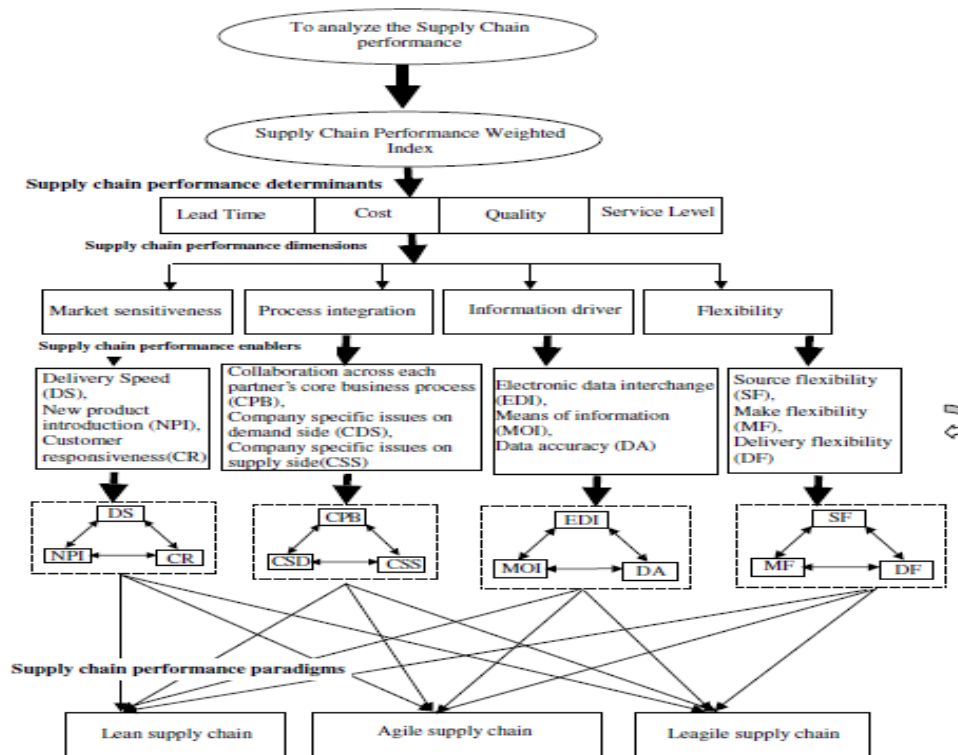 To analyze the Supply Chain
performance
Supply Chain Performance Weighted
Index
Supply chain performance determinants
Lead Time
Cost
Quality
Service Level
Supply chain performance dimensions
Market sensitiveness
Process integration
Information driver
Flexibility
Supply chain performance enablers
Delivery Speed
(DS),
New product
introduction (NPI),
Customer
responsiveness(CR)
Collaboration across each
partner's core business process
(CPB),
Company specific issues on
demand side (CDS),
Company specific issues on
supply side(CSS)
Electronic data interchange
(EDI),
Means of information
(MOI),
Data accuracy (DA)
Source flexibility
(SF),
Make flexibility
(MF),
Delivery flexibility
(DF)
DS
NPI
CR
CPB
CSD
CSS
EDI
MOI
DA
SF
MF
DF
Supply chain performance paradigms
Lean supply chain
Agile supply chain
Leagile supply chain